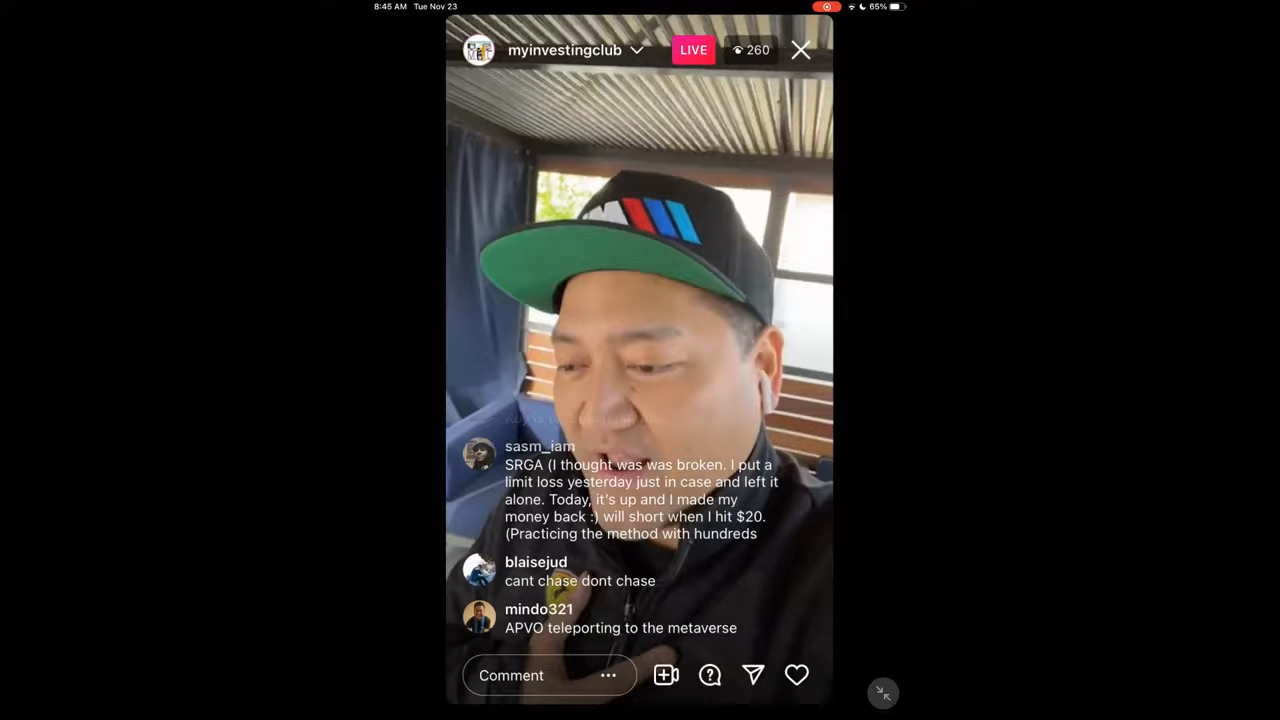 8:45 AM Tue Nov 23
65%
myinvestingclub
LIVE
260
sasm_iam
SRGA (I thought was was broken. I put a
limit loss yesterday just in case and left it
alone. Today, it's up and I made my
money back :) will short when I hit $20.
(Practicing the method with hundreds
blaisejud
cant chase dont chase
mindo321
APVO teleporting to the metaverse
Comment